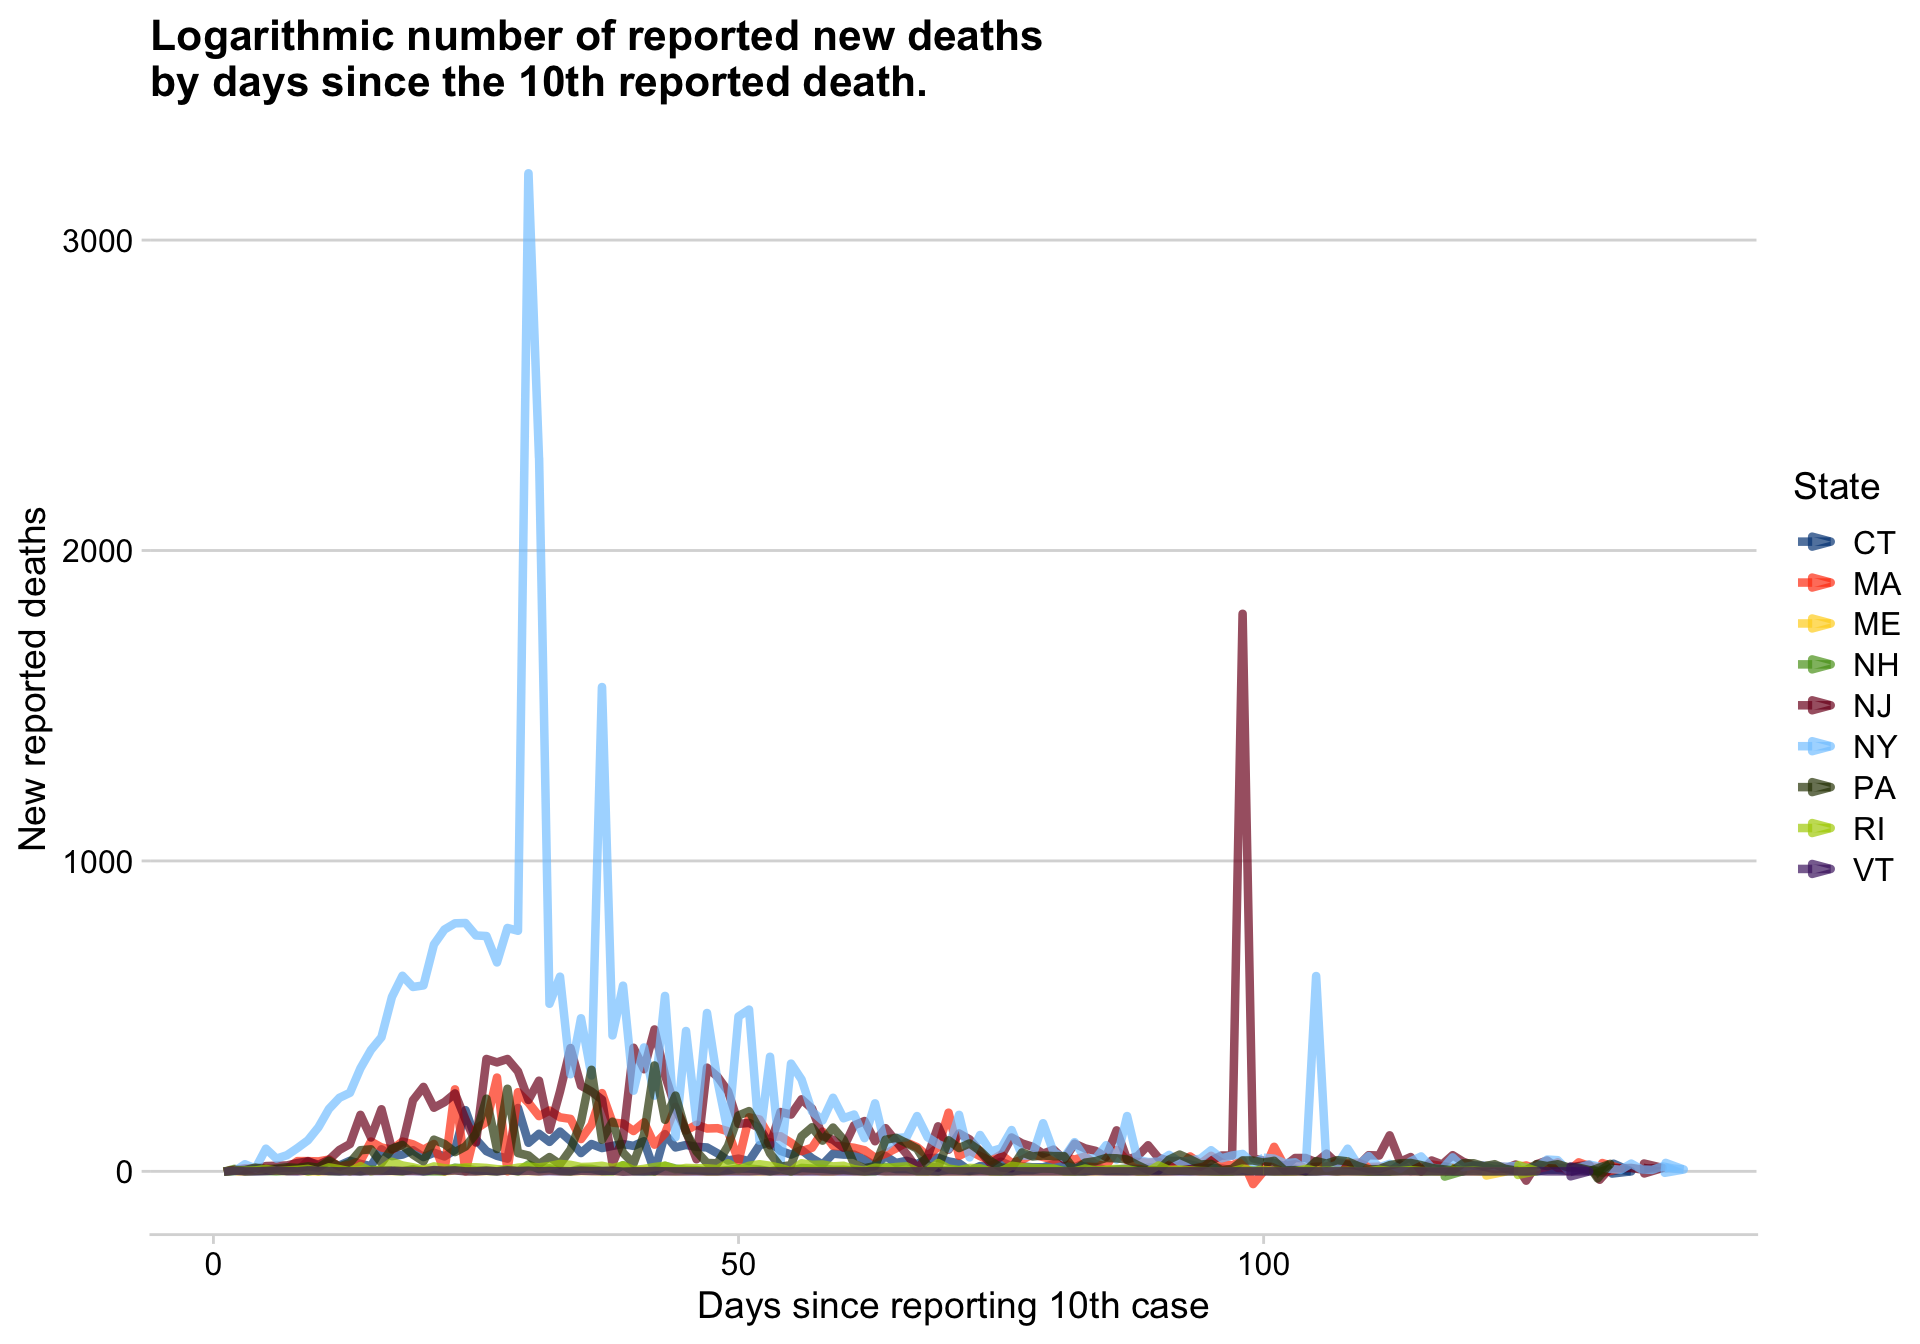 Logarithmic number of reported new deaths
by days since the 10th reported death.
3000
2000
1000
0
New reported deaths
0
50
100
Days since reporting 10th case
State
CT
MA
ME
NH
NJ
NY
PA
RI
VT